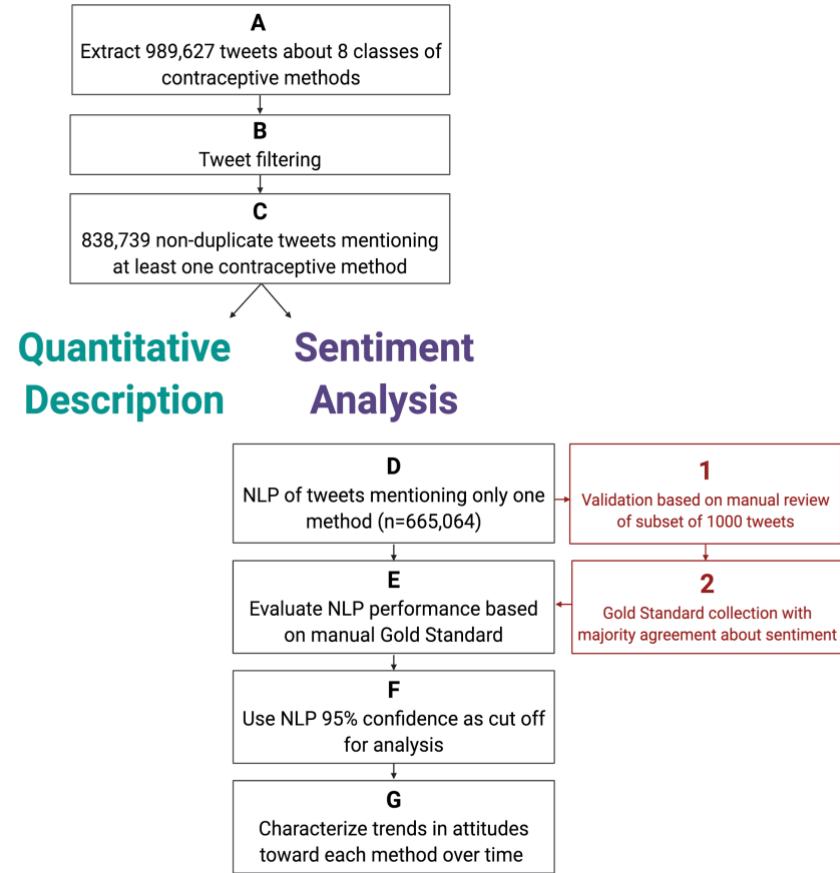 A
Extract 989,627 tweets about 8 classes of
contraceptive methods
B
Tweet filtering
C
838,739 non-duplicate tweets mentioning
at least one contraceptive method
Quantitative
Description
Sentiment
Analysis
D
NLP of tweets mentioning only one
method (n=665,064)
1
Validation based on manual review
of subset of 1000 tweets
2
Gold Standard collection with
majority agreement about sentiment
E
Evaluate NLP performance based
on manual Gold Standard
F
Use NLP 95% confidence as cut off
for analysis
G
Characterize trends in attitudes
toward each method over time